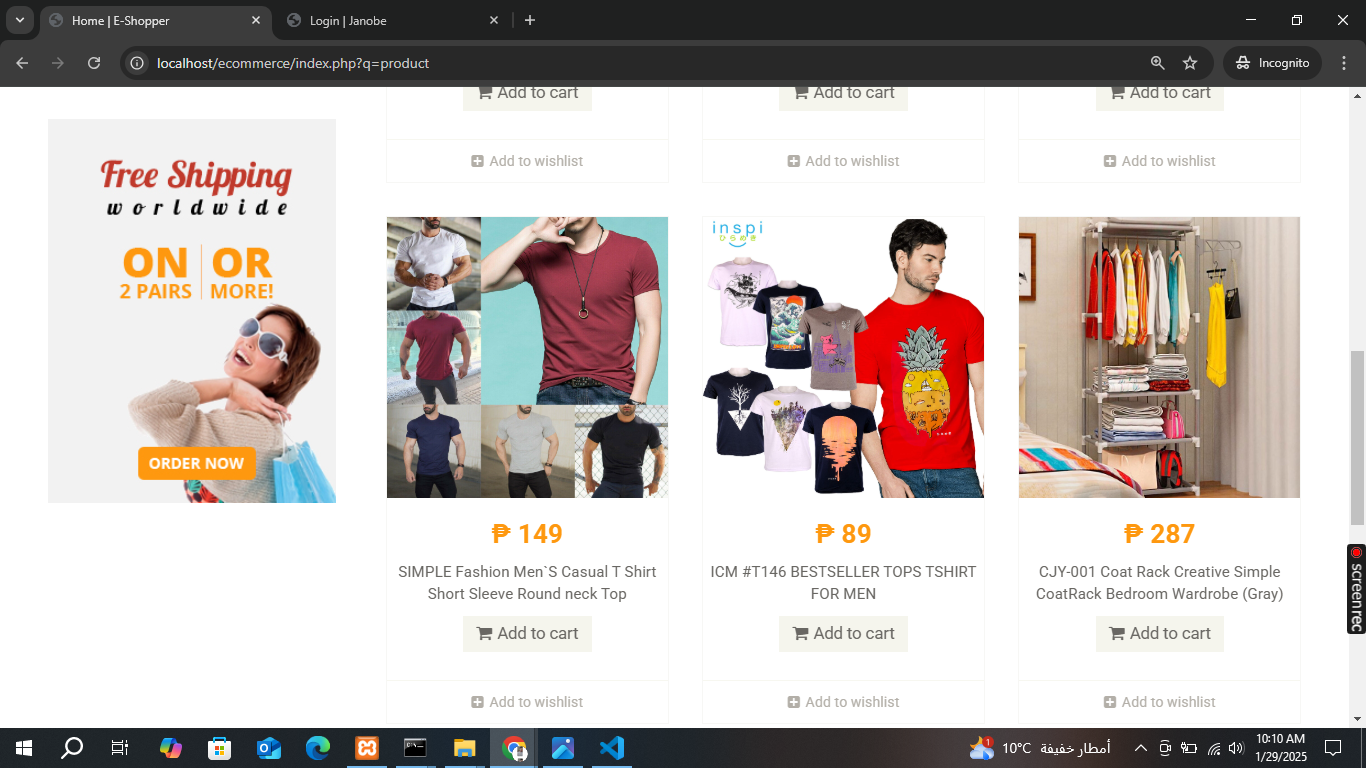 Home | E-Shopper
Login | Janobe
localhost/ecommerce/index.php?q=product
Incognito
Add to cart
Add to cart
Add to cart
Add to wishlist
Add to wishlist
Add to wishlist
Free Shipping
worldwide
ON OR
2 PAIRS MORE!
ORDER NOW
inspi
ひらめき
₱ 149
SIMPLE Fashion Men`S Casual T Shirt
Short Sleeve Round neck Top
Add to cart
Add to wishlist
₱ 89
ICM #T146 BESTSELLER TOPS TSHIRT
FOR MEN
Add to cart
Add to wishlist
₱ 287
CJY-001 Coat Rack Creative Simple
CoatRack Bedroom Wardrobe (Gray)
Add to cart
Add to wishlist
screenrec
1
10°C أمطار خفيفة
10:10 AM
1/29/2025